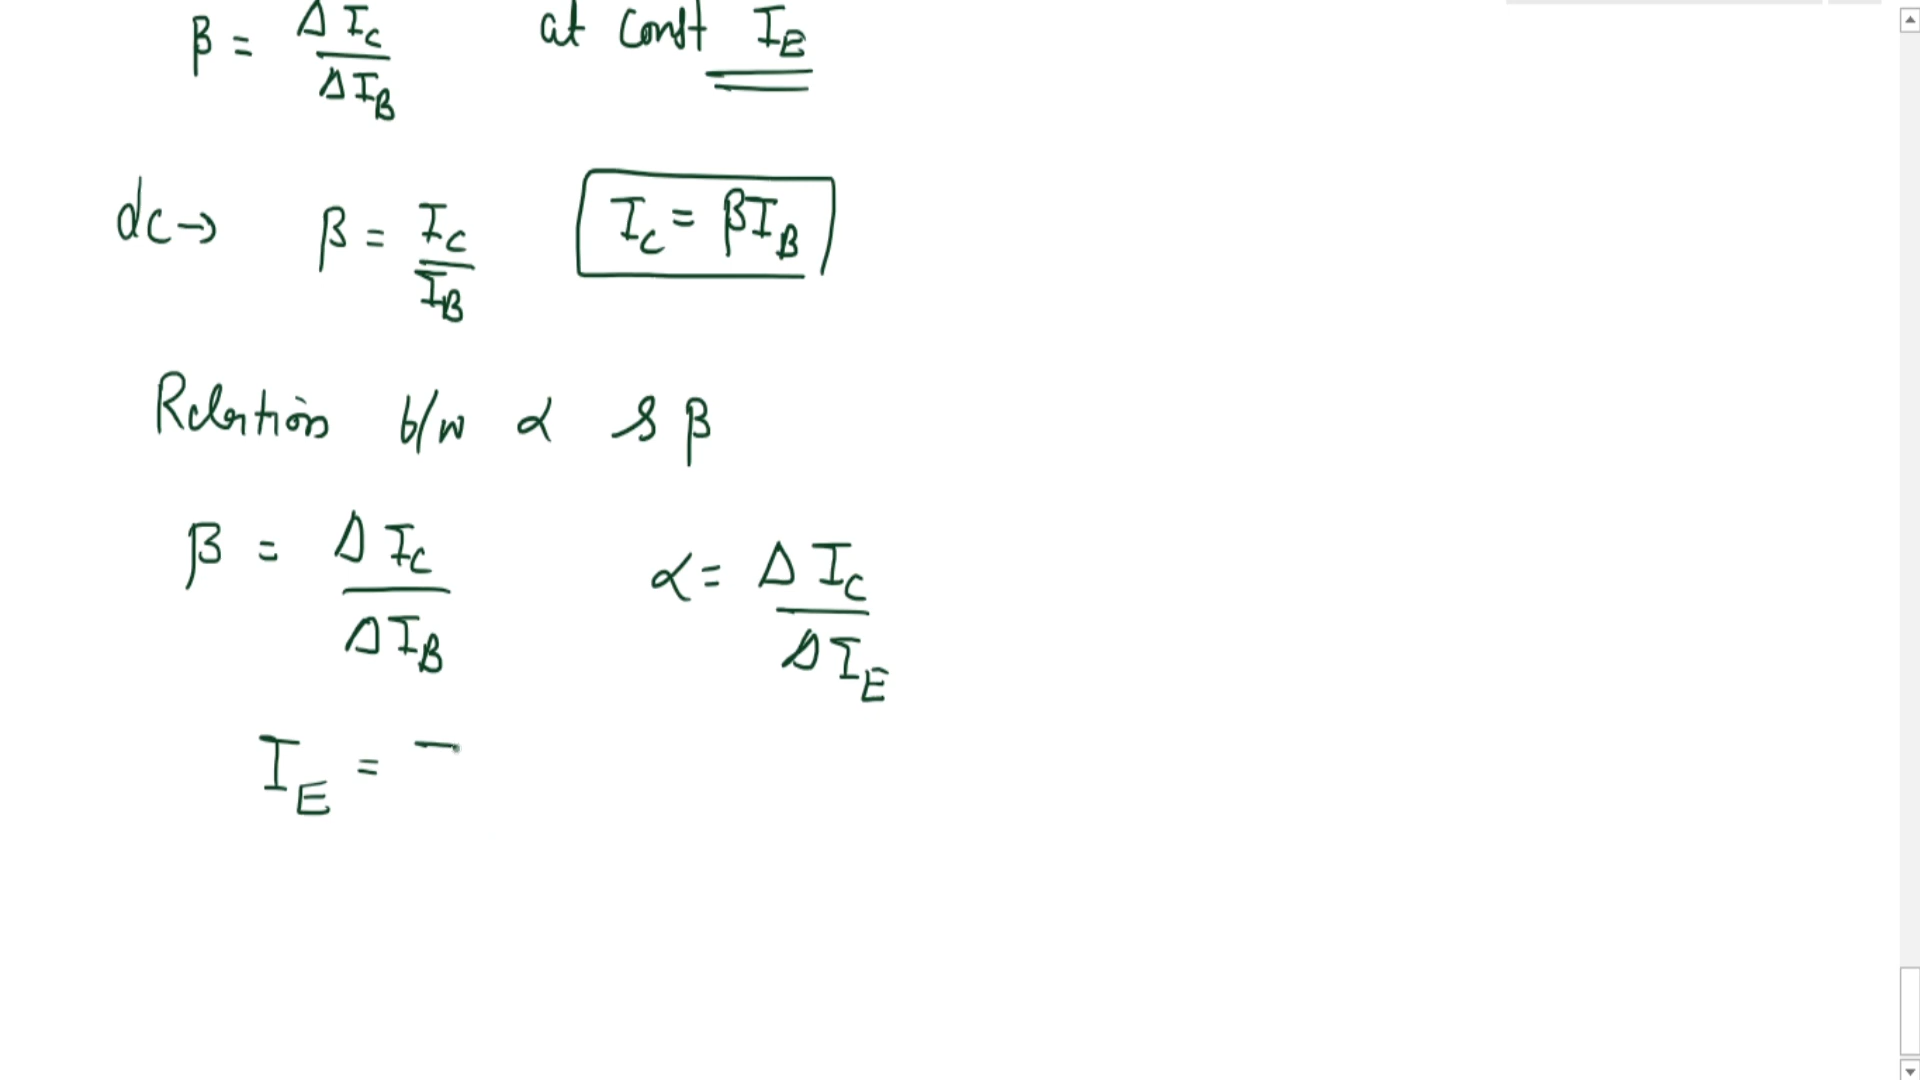 β = ΔI_C / ΔI_B at const I_E
dc → β = I_C / I_B I_C = βI_B
Relation b/w α & β
β = ΔI_C / ΔI_B α = ΔI_C / ΔI_E
I_E =